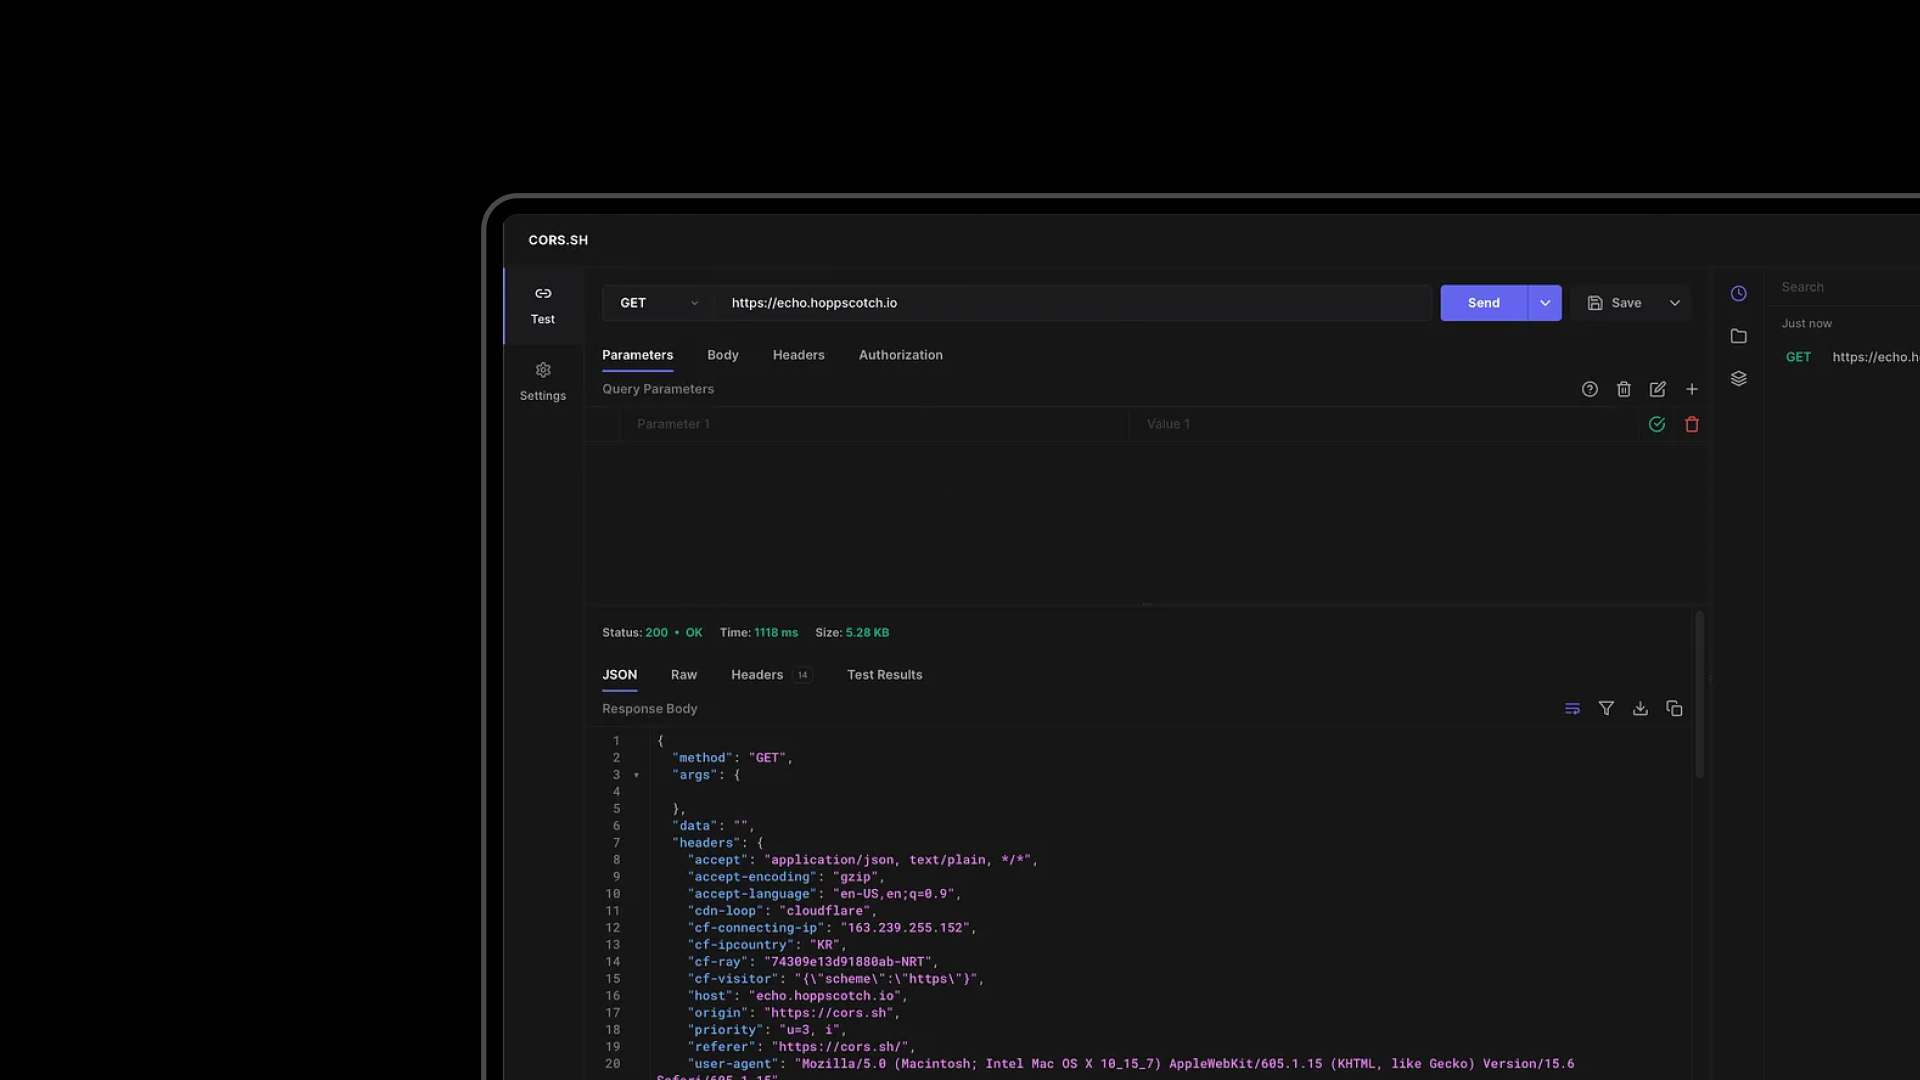 CORS.SH
Test
Settings
GET https://echo.hoppscotch.io Send Save
Parameters Body Headers Authorization
Query Parameters
Parameter 1 Value 1
Search
Just now
GET https://echo.h
Status: 200 • OK Time: 1118 ms Size: 5.28 KB
JSON Raw Headers 14 Test Results
Response Body
1 {
2 "method": "GET",
3 "args": {
4
5 },
6 "data": "",
7 "headers": {
8 "accept": "application/json, text/plain, */*",
9 "accept-encoding": "gzip",
10 "accept-language": "en-US,en;q=0.9",
11 "cdn-loop": "cloudflare",
12 "cf-connecting-ip": "163.239.255.152",
13 "cf-ipcountry": "KR",
14 "cf-ray": "74309e13d91880ab-NRT",
15 "cf-visitor": "{\"scheme\":\"https\"}",
16 "host": "echo.hoppscotch.io",
17 "origin": "https://cors.sh",
18 "priority": "u=3, i",
19 "referer": "https://cors.sh/",
20 "user-agent": "Mozilla/5.0 (Macintosh; Intel Mac OS X 10_15_7) AppleWebKit/605.1.15 (KHTML, like Gecko) Version/15.6
Safari/605.1.15"